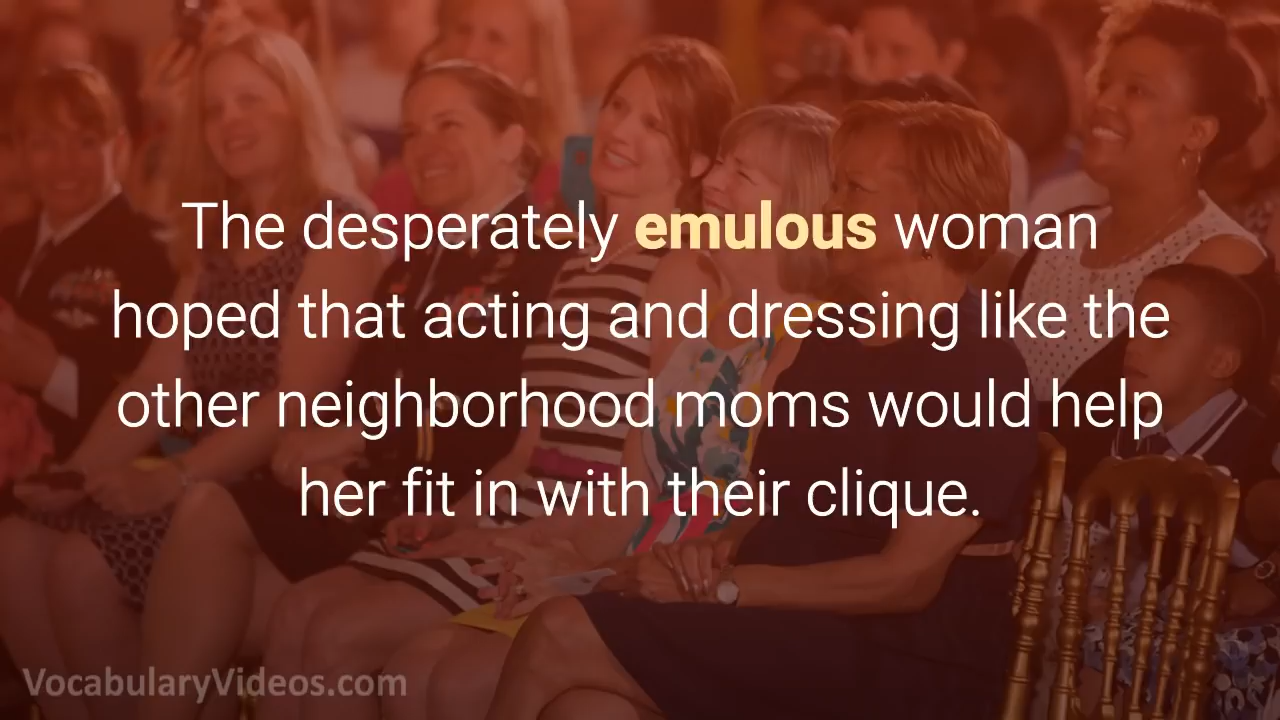 The desperately emulous woman
hoped that acting and dressing like the
other neighborhood moms would help
her fit in with their clique.
VocabularyVideos.com